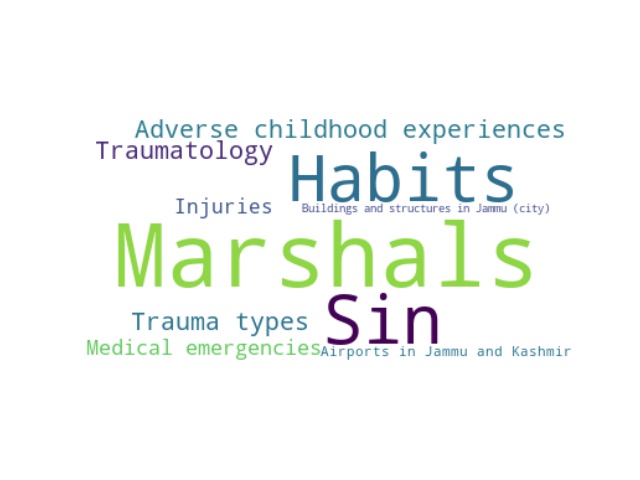 Adverse childhood experiences
Traumatology
Habits
Injuries
Buildings and structures in Jammu (city)
Marshals
Sin
Trauma types
Medical emergencies
Airports in Jammu and Kashmir